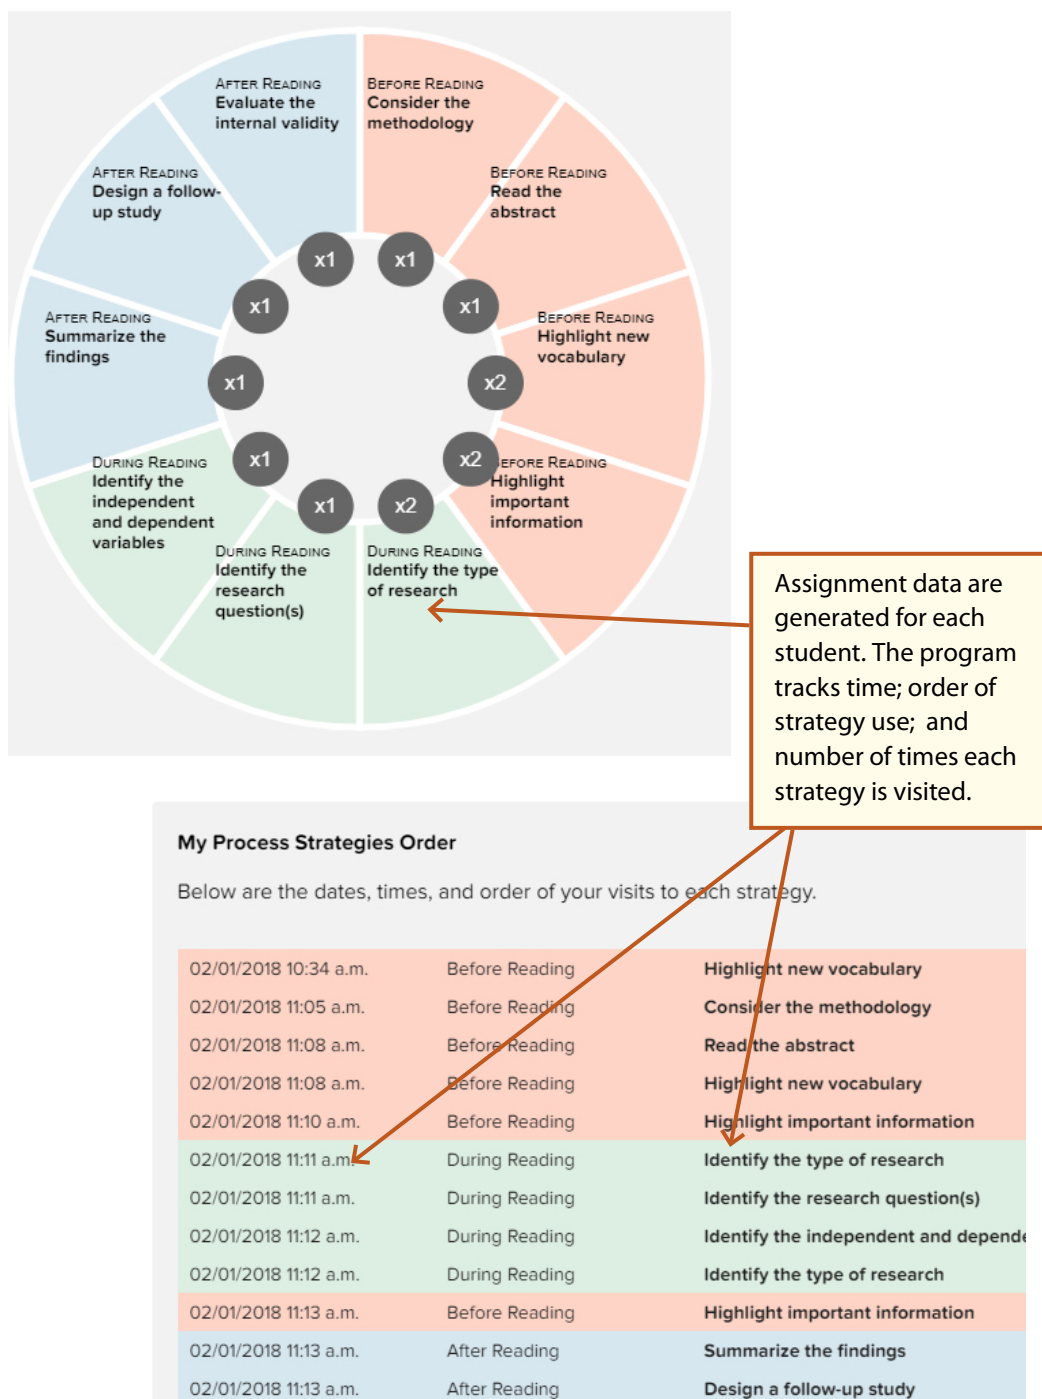 AFTER READING
Evaluate the
internal validity
BEFORE READING
Consider the
methodology
AFTER READING
Design a follow-
up study
BEFORE READING
Read the
abstract
AFTER READING
Summarize the
findings
BEFORE READING
Highlight new
vocabulary
DURING READING
Identify the
independent
and dependent
variables
BEFORE READING
Highlight
important
information
DURING READING
Identify the
research
question(s)
DURING READING
Identify the type
of research
x1
x1
x1
x1
x1
x2
x1
x2
x1
x2
Assignment data are
generated for each
student. The program
tracks time; order of
strategy use; and
number of times each
strategy is visited.
My Process Strategies Order
Below are the dates, times, and order of your visits to each strategy.
02/01/2018 10:34 a.m. Before Reading Highlight new vocabulary
02/01/2018 11:05 a.m. Before Reading Consider the methodology
02/01/2018 11:08 a.m. Before Reading Read the abstract
02/01/2018 11:08 a.m. Before Reading Highlight new vocabulary
02/01/2018 11:10 a.m. Before Reading Highlight important information
02/01/2018 11:11 a.m. During Reading Identify the type of research
02/01/2018 11:11 a.m. During Reading Identify the research question(s)
02/01/2018 11:12 a.m. During Reading Identify the independent and depende
02/01/2018 11:12 a.m. During Reading Identify the type of research
02/01/2018 11:13 a.m. Before Reading Highlight important information
02/01/2018 11:13 a.m. After Reading Summarize the findings
02/01/2018 11:13 a.m. After Reading Design a follow-up study